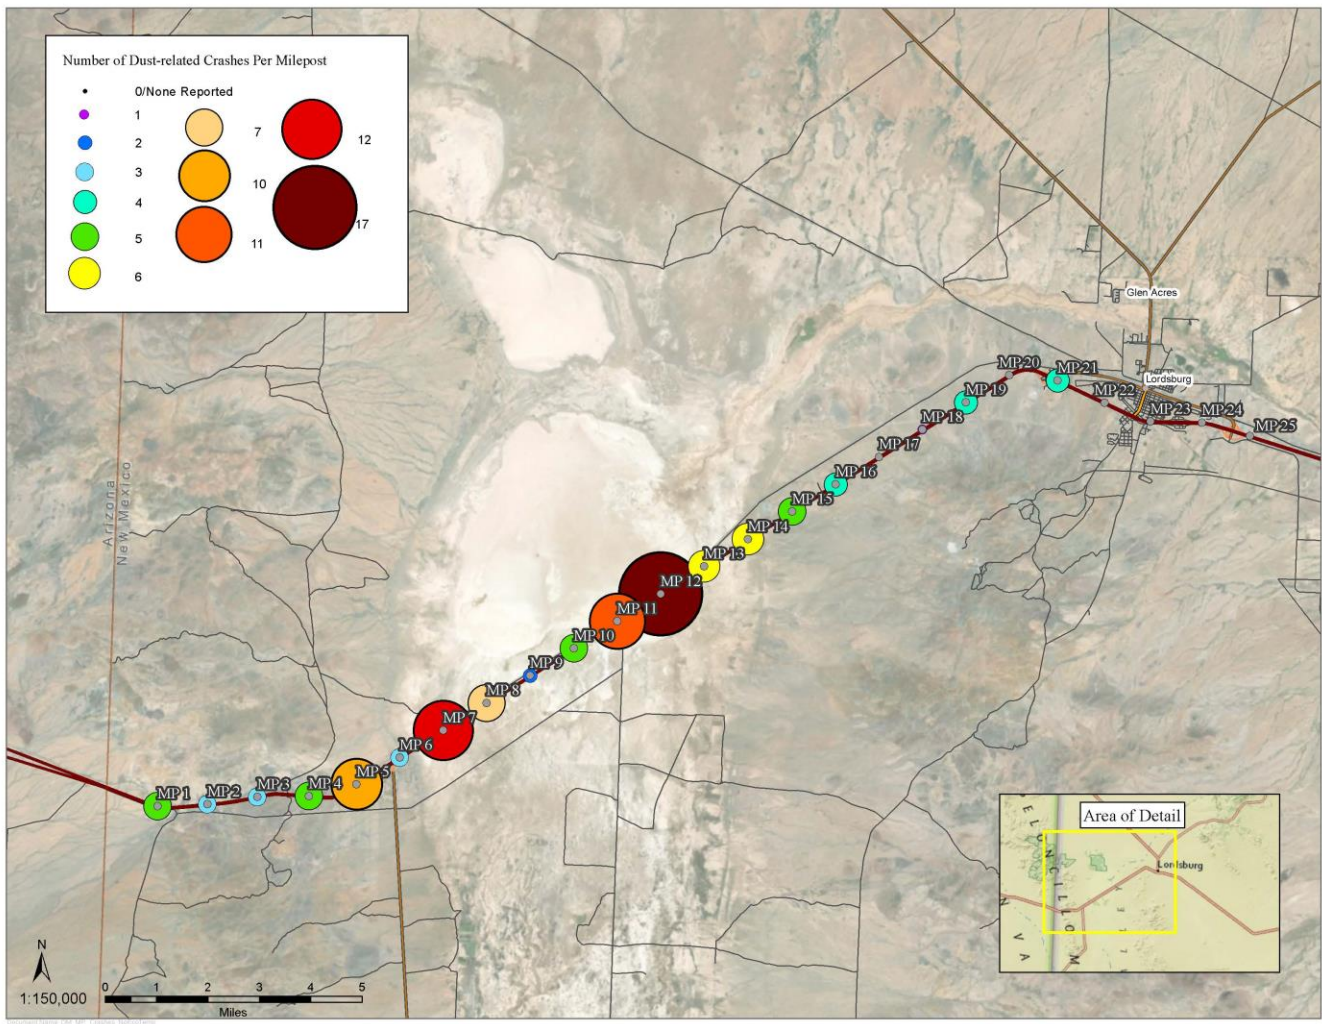 Number of Dust-related Crashes Per Milepost
0/None Reported
1
2
3
4
5
6
7
10
11
12
17
Glen Acres
Lordsburg
MP 20
MP 21
MP 22
MP 23
MP 24
MP 25
MP 19
MP 18
MP 17
MP 16
MP 15
MP 14
MP 13
MP 12
MP 11
MP 10
MP 9
MP 8
MP 7
MP 6
MP 5
MP 4
MP 3
MP 2
MP 1
Arizona
New Mexico
Area of Detail
Lordsburg
PELONCILLO
M
N
V
A
N
1:150,000
0 1 2 3 4 5
Miles